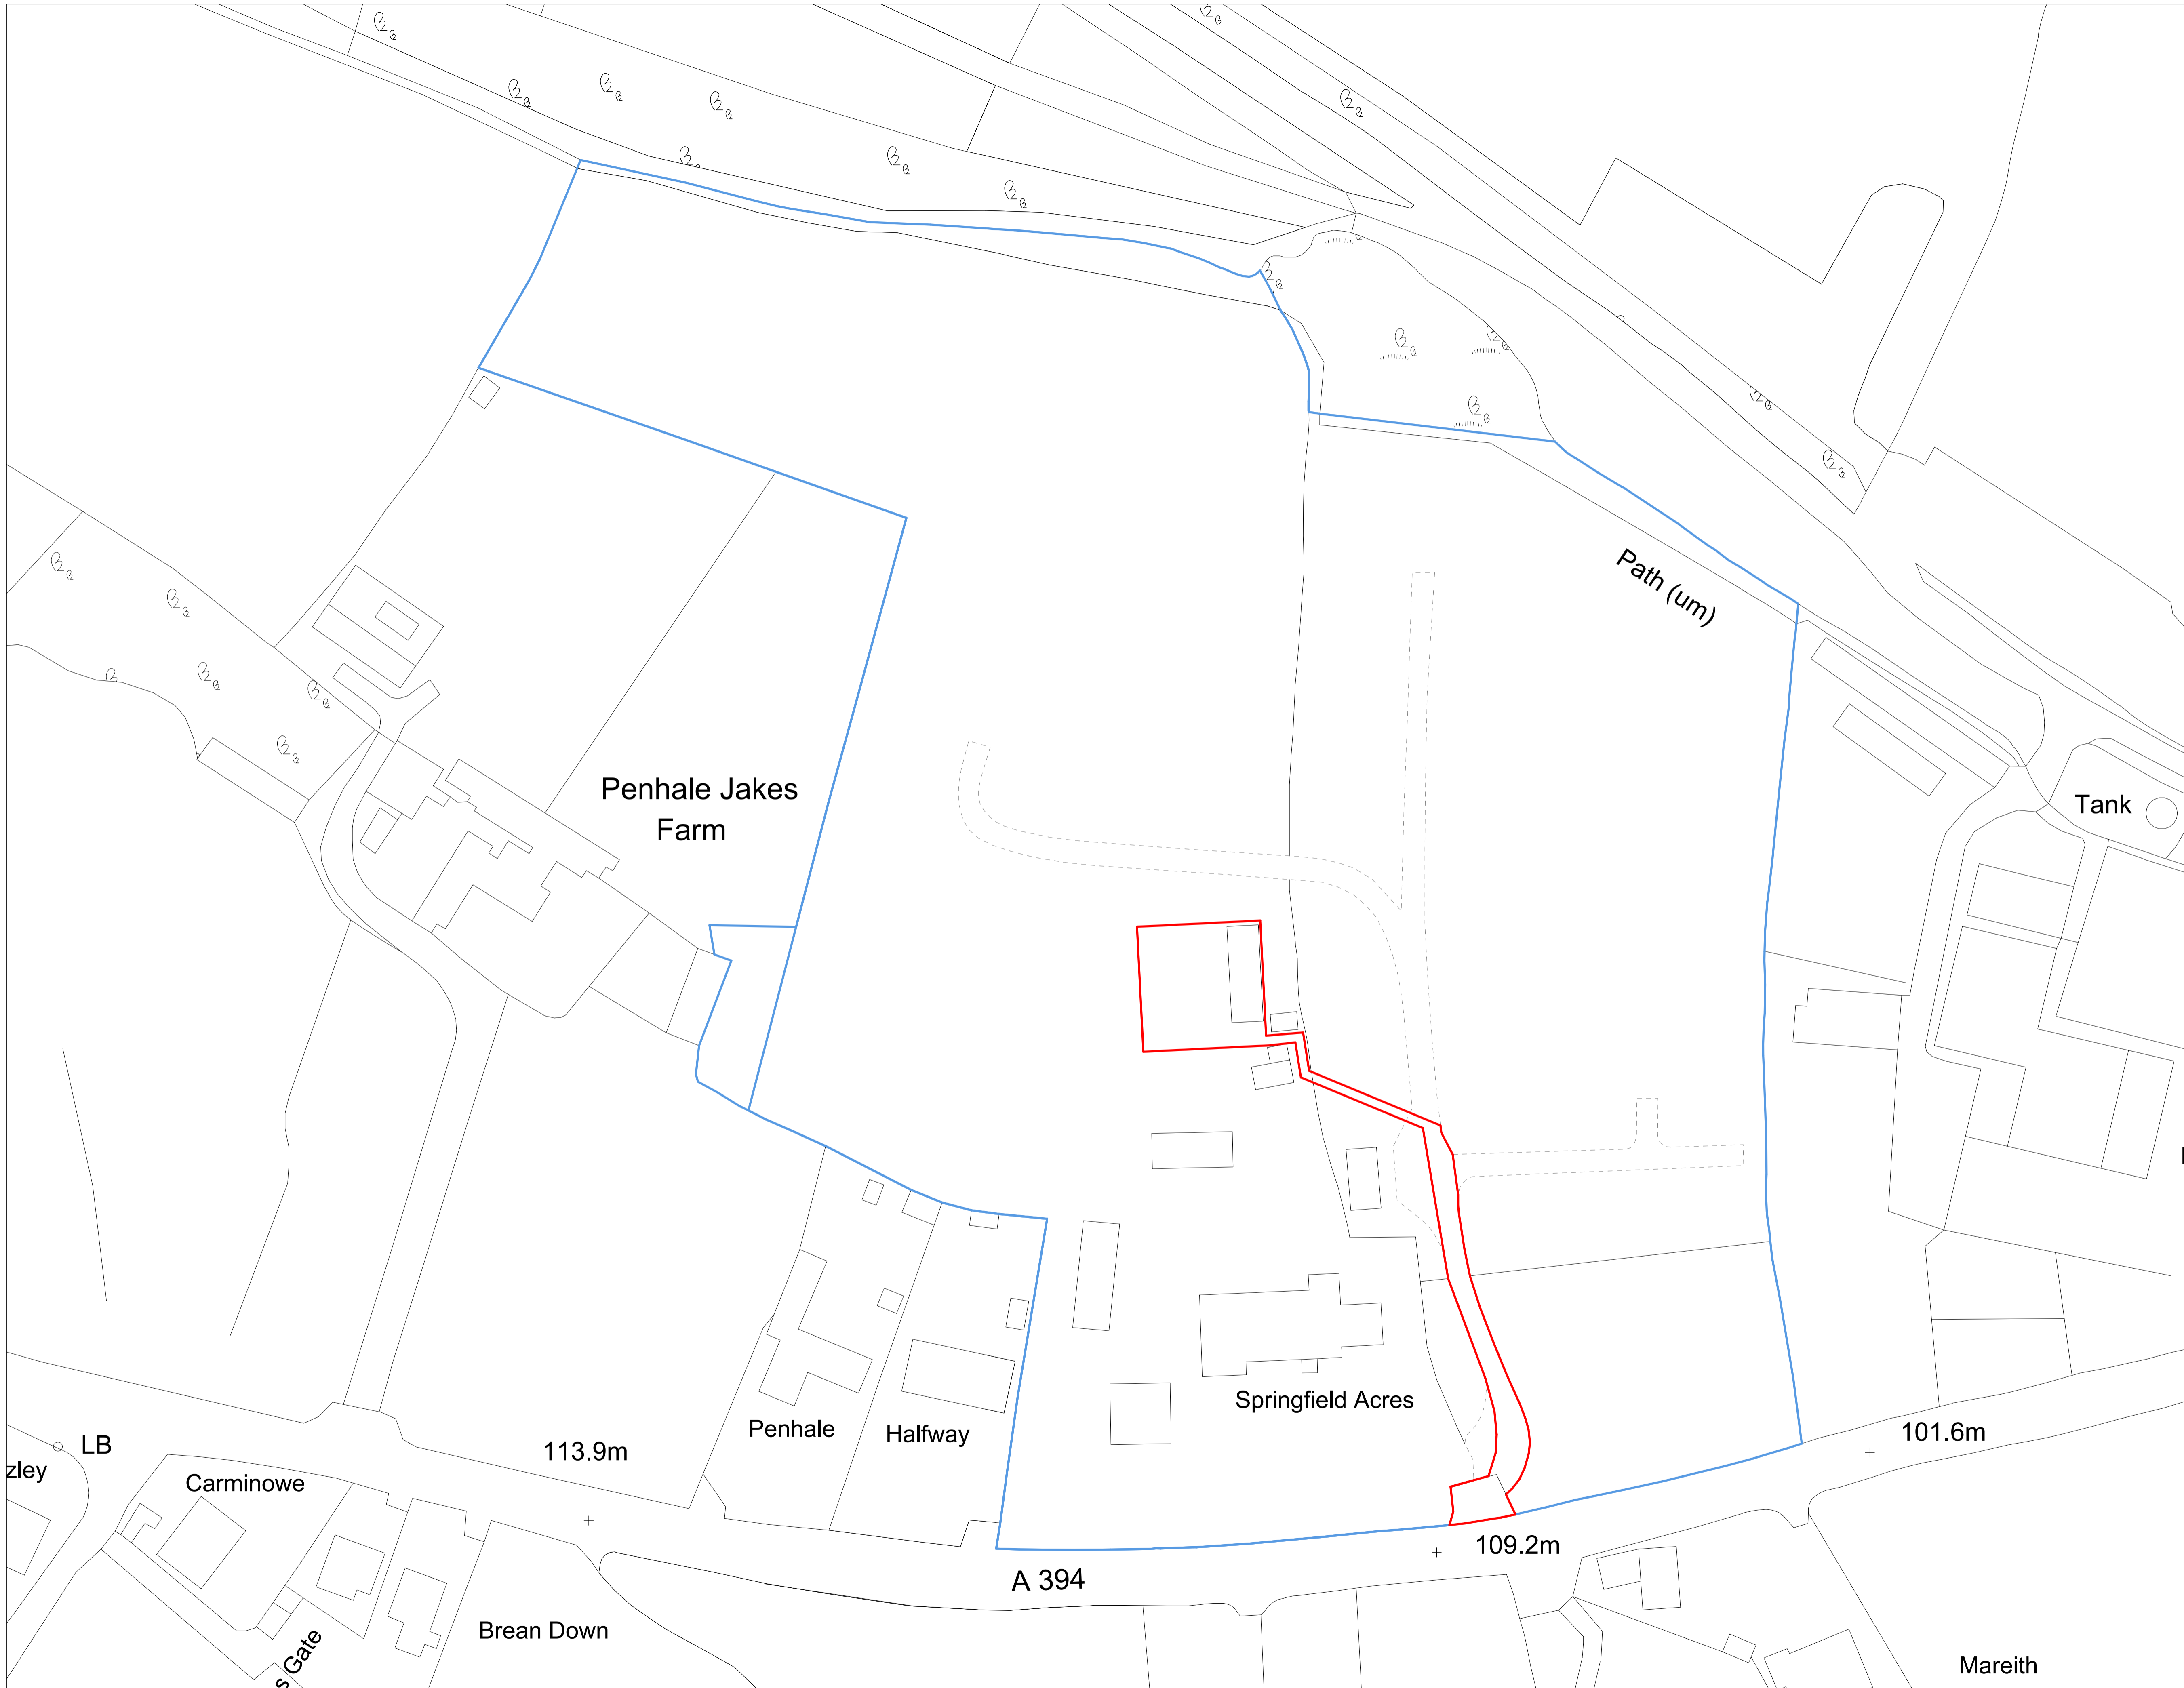 Path (um)
Penhale Jakes
Farm
Tank
Springfield Acres
Penhale
Halfway
101.6m
LB
113.9m
zley
Carminowe
109.2m
A 394
Brean Down
s Gate
Mareith